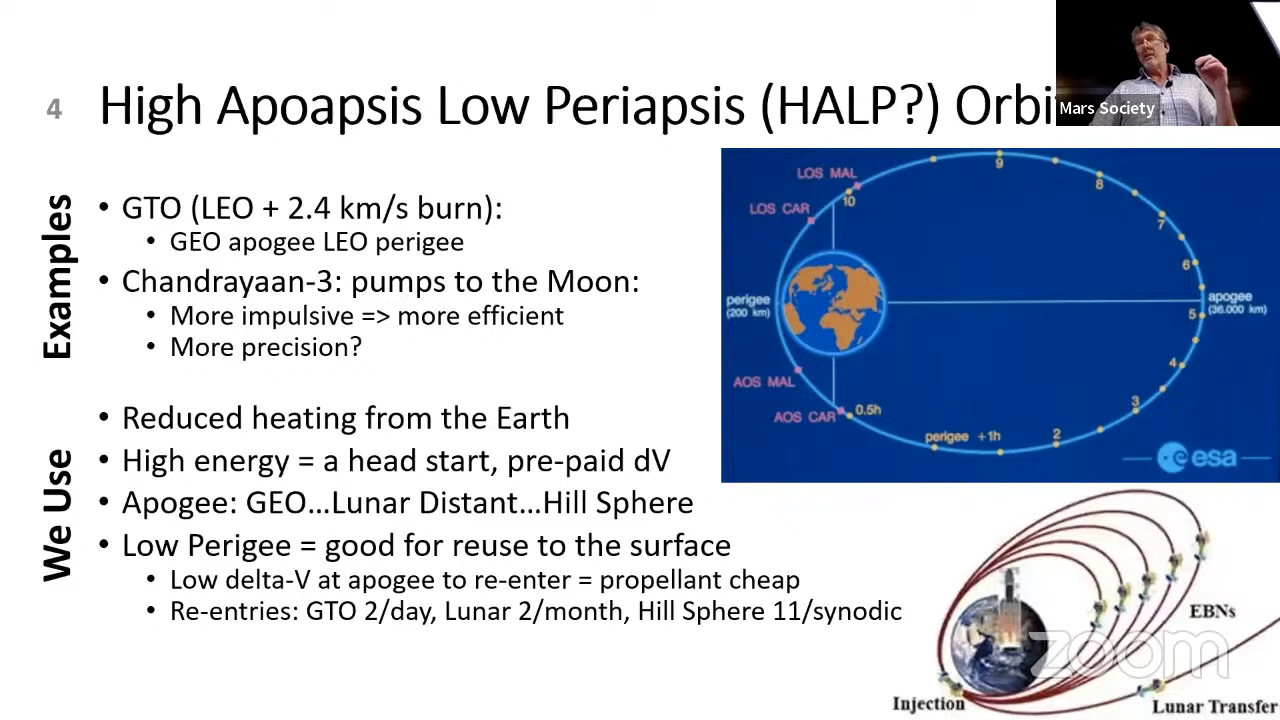 4
High Apoapsis Low Periapsis (HALP?) Orbi
Mars Society
Examples
• GTO (LEO + 2.4 km/s burn):
• GEO apogee LEO perigee
• Chandrayaan-3: pumps to the Moon:
• More impulsive => more efficient
• More precision?
We Use
• Reduced heating from the Earth
• High energy = a head start, pre-paid dV
• Apogee: GEO...Lunar Distant...Hill Sphere
• Low Perigee = good for reuse to the surface
• Low delta-V at apogee to re-enter = propellant cheap
• Re-entries: GTO 2/day, Lunar 2/month, Hill Sphere 11/synodic
LOS MAL
LOS CAR
10
9
8
7
6
perigee
(200 km)
apogee
(36.000 km)
5
4
AOS MAL
AOS CAR
0.5h
3
perigee +1h
2
esa
EBNs
zoom
Injection
Lunar Transfer